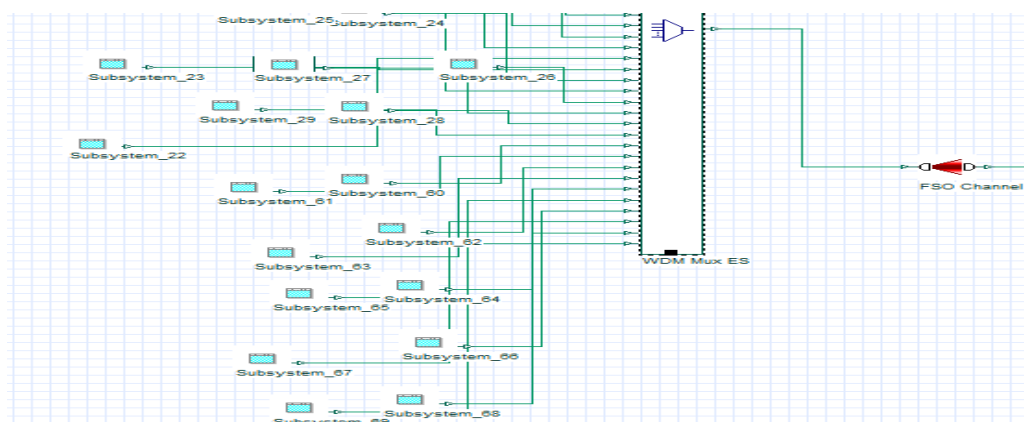 Subsystem_25
Subsystem_24
Subsystem_23
Subsystem_27
Subsystem_26
Subsystem_29
Subsystem_28
Subsystem_22
Subsystem_61
Subsystem_60
FSO Channel
Subsystem_62
Subsystem_63
WDM Mux ES
Subsystem_65
Subsystem_64
Subsystem_66
Subsystem_67
Subsystem_68
Subsystem_69